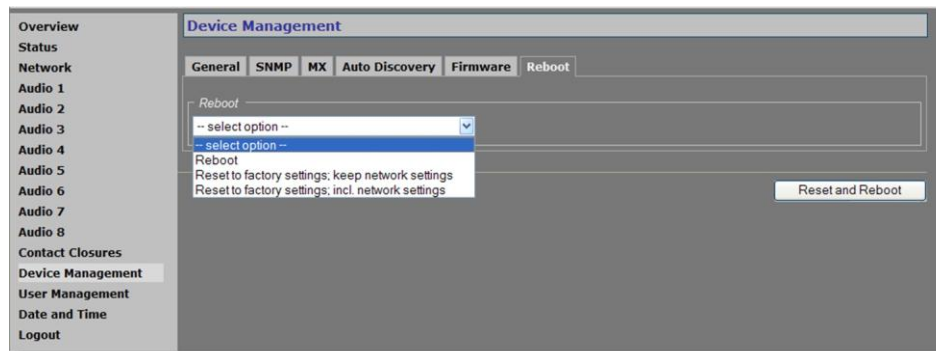 Overview
Status
Network
Audio 1
Audio 2
Audio 3
Audio 4
Audio 5
Audio 6
Audio 7
Audio 8
Contact Closures
Device Management
User Management
Date and Time
Logout
Device Management
General SNMP MX Auto Discovery Firmware Reboot
Reboot
-- select option --
-- select option --
Reboot
Reset to factory settings; keep network settings
Reset to factory settings; incl. network settings
Reset and Reboot